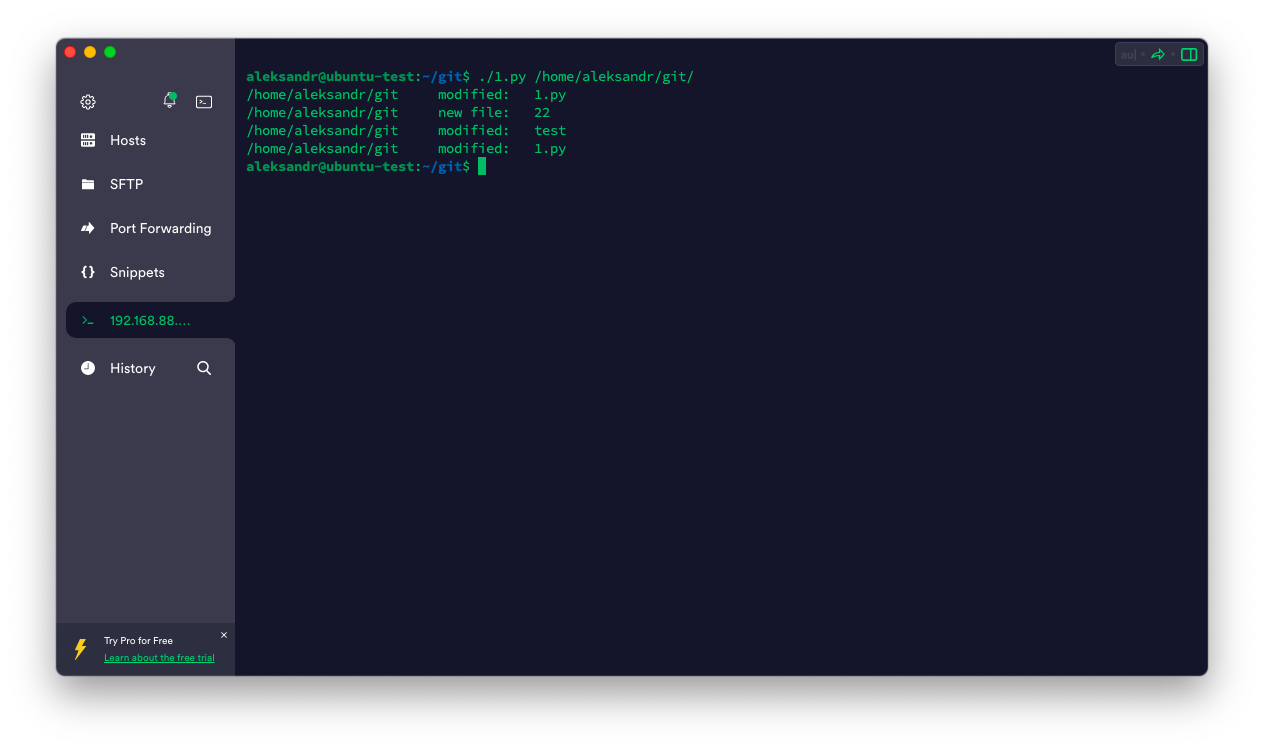 Hosts
SFTP
Port Forwarding
Snippets
192.168.88....
History
Try Pro for Free
Learn about the free trial
aleksandr@ubuntu-test:~/git$ ./1.py /home/aleksandr/git/
/home/aleksandr/git     modified:   1.py
/home/aleksandr/git     new file:   22
/home/aleksandr/git     modified:   test
/home/aleksandr/git     modified:   1.py
aleksandr@ubuntu-test:~/git$